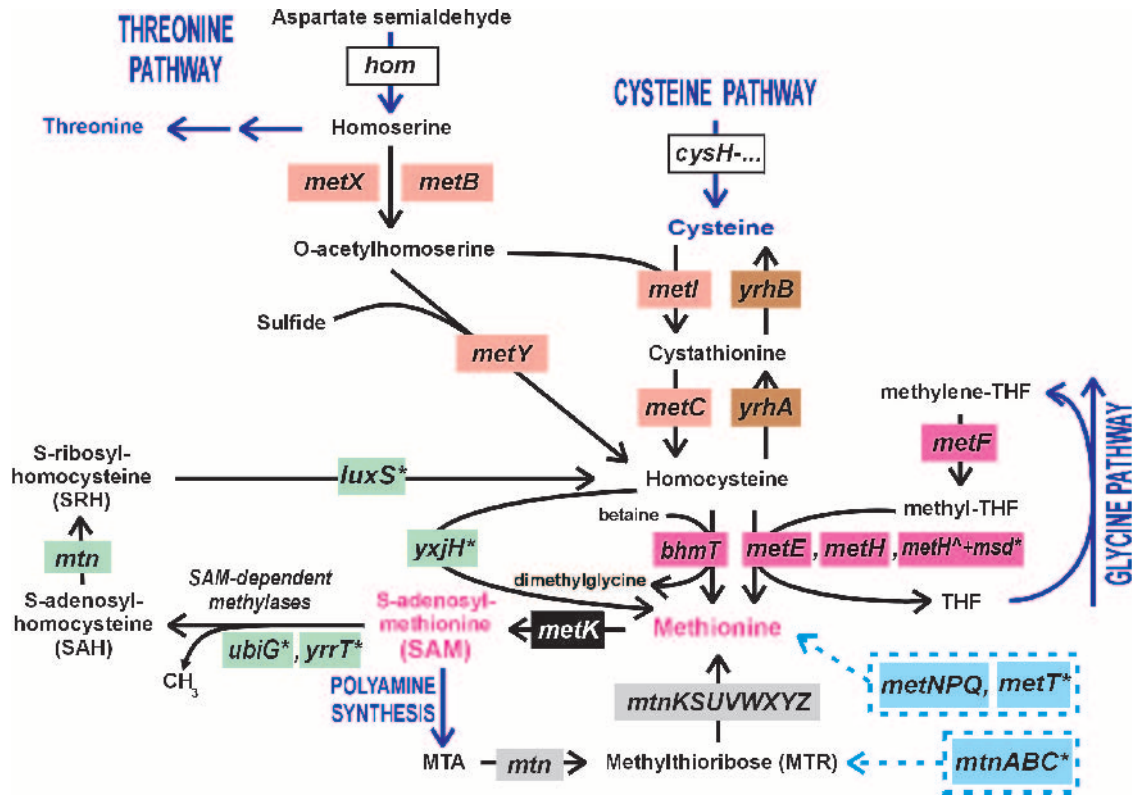 Aspartate semialdehyde
THREONINE
PATHWAY
hom
CYSTEINE PATHWAY
Threonine
Homoserine
cysH-...
metX
metB
Cysteine
O-acetylhomoserine
metI
yrhB
Sulfide
metY
Cystathionine
metC
yrhA
methylene-THF
metF
S-ribosyl-
homocysteine
(SRH)
luxS*
Homocysteine
methyl-THF
GLYCINE PATHWAY
betaine
mtn
yxjH*
bhmT
metE , metH , metH^+msd*
SAM-dependent
methylases
dimethylglycine
THF
S-adenosyl-
homocysteine
(SAH)
S-adenosyl-
methionine
(SAM)
metK
Methionine
ubiG* , yrrT*
CH3
metNPQ, metT*
POLYAMINE
SYNTHESIS
mtnKSUVWXYZ
MTA
mtn
Methylthioribose (MTR)
mtnABC*